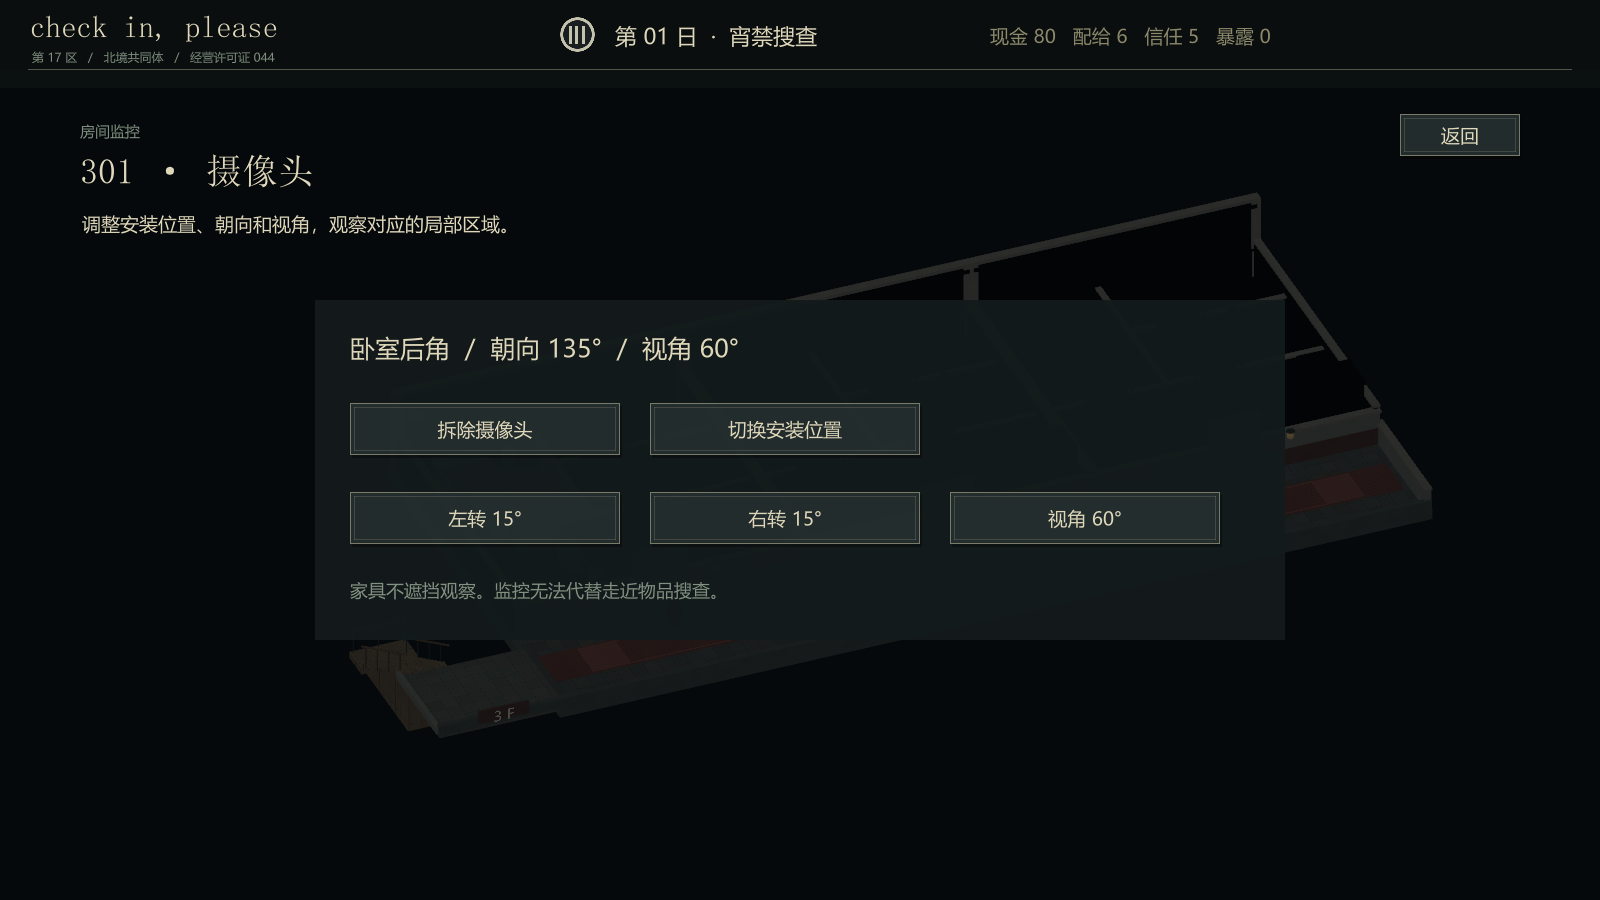 check in, please
第 17 区 / 北境共同体 / 经营许可证 044
第 01 日 · 宵禁搜查
现金 80 配给 6 信任 5 暴露 0
房间监控
返回
301 · 摄像头
调整安装位置、朝向和视角，观察对应的局部区域。
卧室后角 / 朝向 135° / 视角 60°
拆除摄像头 切换安装位置
左转 15° 右转 15° 视角 60°
家具不遮挡观察。监控无法代替走近物品搜查。
3 F